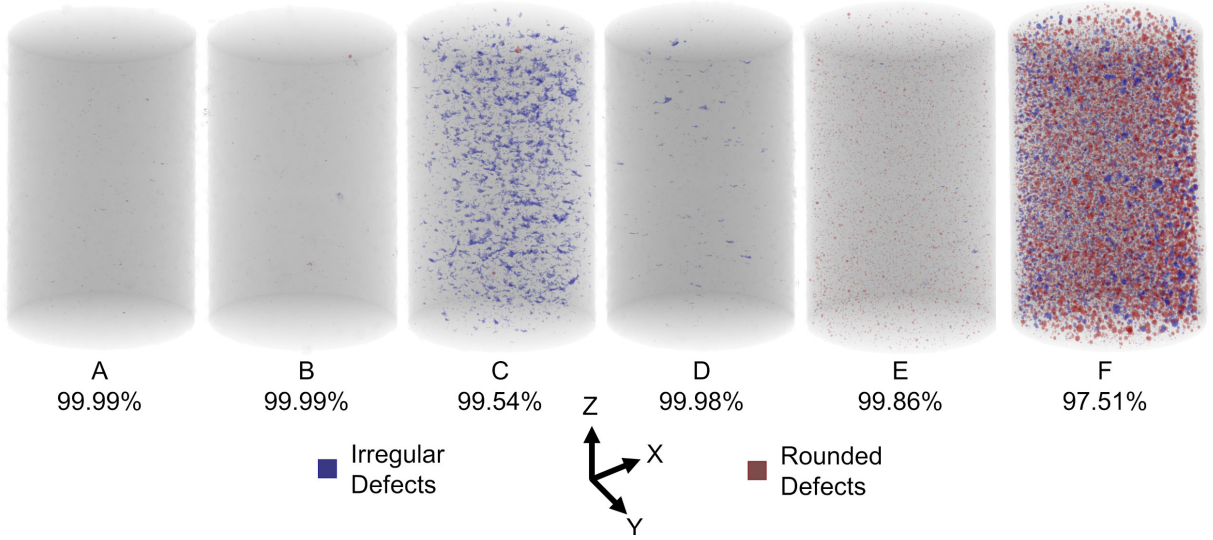 A B C D E F
99.99% 99.99% 99.54% 99.98% 99.86% 97.51%
Z
X
Y
Irregular
Defects
Rounded
Defects